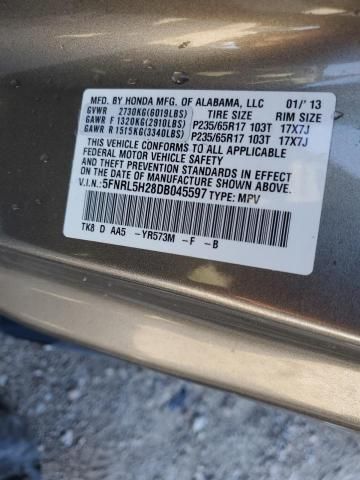 MFD. BY HONDA MFG. OF ALABAMA, LLC 01/'13
GVWR 2730KG(6019LBS) TIRE SIZE RIM SIZE
GAWR F 1320KG(2910LBS) P235/65R17 103T 17X7J
GAWR R 1515KG(3340LBS) P235/65R17 103T 17X7J
THIS VEHICLE CONFORMS TO ALL APPLICABLE
FEDERAL MOTOR VEHICLE SAFETY AND
THEFT PREVENTION STANDARDS IN EFFECT ON
THE DATE OF MANUFACTURE SHOWN ABOVE.
V.I.N.:5FNRL5H28DB045597 TYPE: MPV
TK8 D AA5 -YR573M -F -B